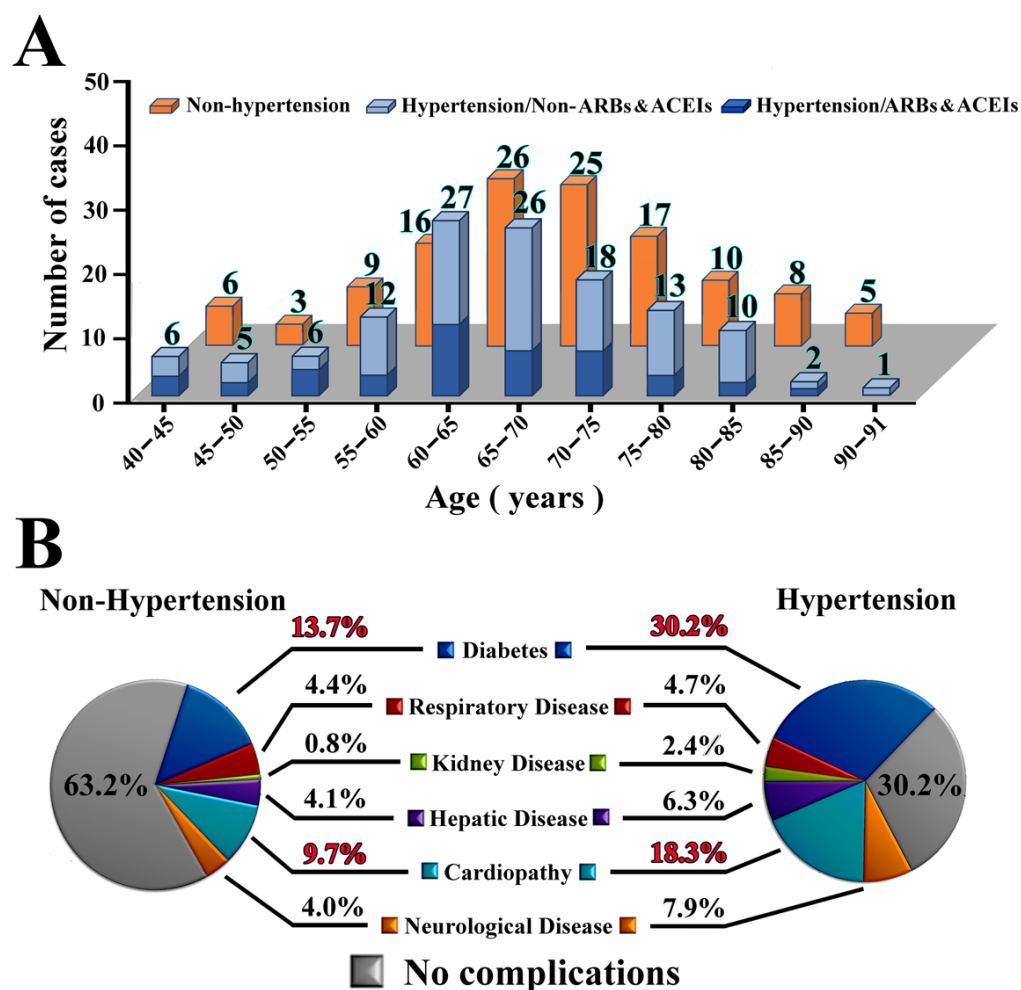 A
50
Non-hypertension Hypertension/Non-ARBs&ACEIs Hypertension/ARBs&ACEIs
40
30
20
10
0
Number of cases
6 3 9 16 26 25 17 10 8 5
6 5 6 12 27 26 18 13 10 2 1
40−45 45−50 50−55 55−60 60−65 65−70 70−75 75−80 80−85 85−90 90−91
Age ( years )
B
Non-Hypertension Hypertension
13.7% Diabetes 30.2%
4.4% Respiratory Disease 4.7%
0.8% Kidney Disease 2.4%
63.2% 30.2%
4.1% Hepatic Disease 6.3%
9.7% Cardiopathy 18.3%
4.0% Neurological Disease 7.9%
No complications